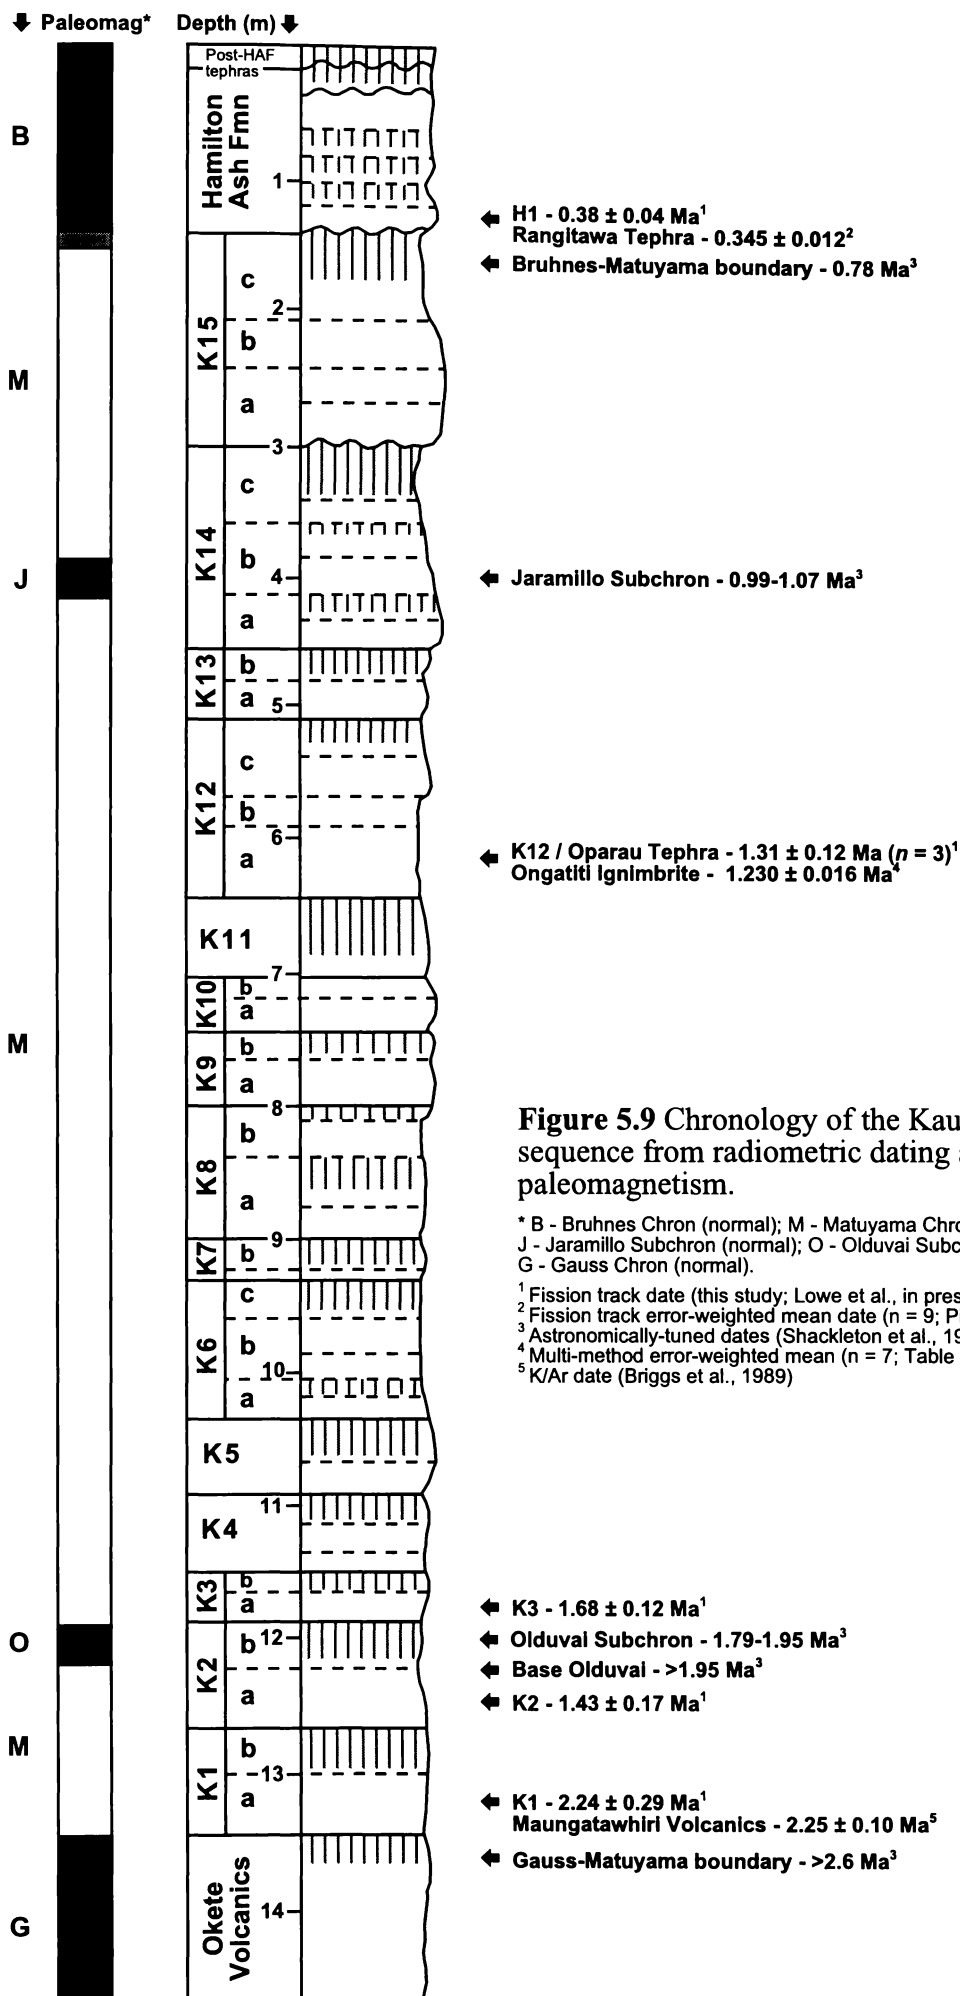 Paleomag* Depth (m)
Post-HAF
tephras
Hamilton
Ash Fmn
B
1
H1 - 0.38 ± 0.04 Ma¹
Rangitawa Tephra - 0.345 ± 0.012²
Bruhnes-Matuyama boundary - 0.78 Ma³
K15
c
2
b
M
a
3
K14
c
b
J
4
Jaramillo Subchron - 0.99-1.07 Ma³
a
K13
b
a
5
K12
c
b
6
a
K12 / Oparau Tephra - 1.31 ± 0.12 Ma (n = 3)¹
Ongatiti Ignimbrite - 1.230 ± 0.016 Ma⁴
K11
7
K10
b
a
M
K9
b
a
8
K8
b
a
9
K7
b
K6
c
b
10
a
K5
11
K4
K3
b
a
K3 - 1.68 ± 0.12 Ma¹
O
12
K2
b
Olduvai Subchron - 1.79-1.95 Ma³
Base Olduvai - >1.95 Ma³
a
K2 - 1.43 ± 0.17 Ma¹
M
K1
b
13
a
K1 - 2.24 ± 0.29 Ma¹
Maungatawhiri Volcanics - 2.25 ± 0.10 Ma⁵
Gauss-Matuyama boundary - >2.6 Ma³
Okete
Volcanics
14
G
Figure 5.9 Chronology of the Kau
sequence from radiometric dating
paleomagnetism.
* B - Bruhnes Chron (normal); M - Matuyama Chro
J - Jaramillo Subchron (normal); O - Olduvai Subc
G - Gauss Chron (normal).
¹ Fission track date (this study; Lowe et al., in pres
² Fission track error-weighted mean date (n = 9; P
³ Astronomically-tuned dates (Shackleton et al., 19
⁴ Multi-method error-weighted mean (n = 7; Table
⁵ K/Ar date (Briggs et al., 1989)